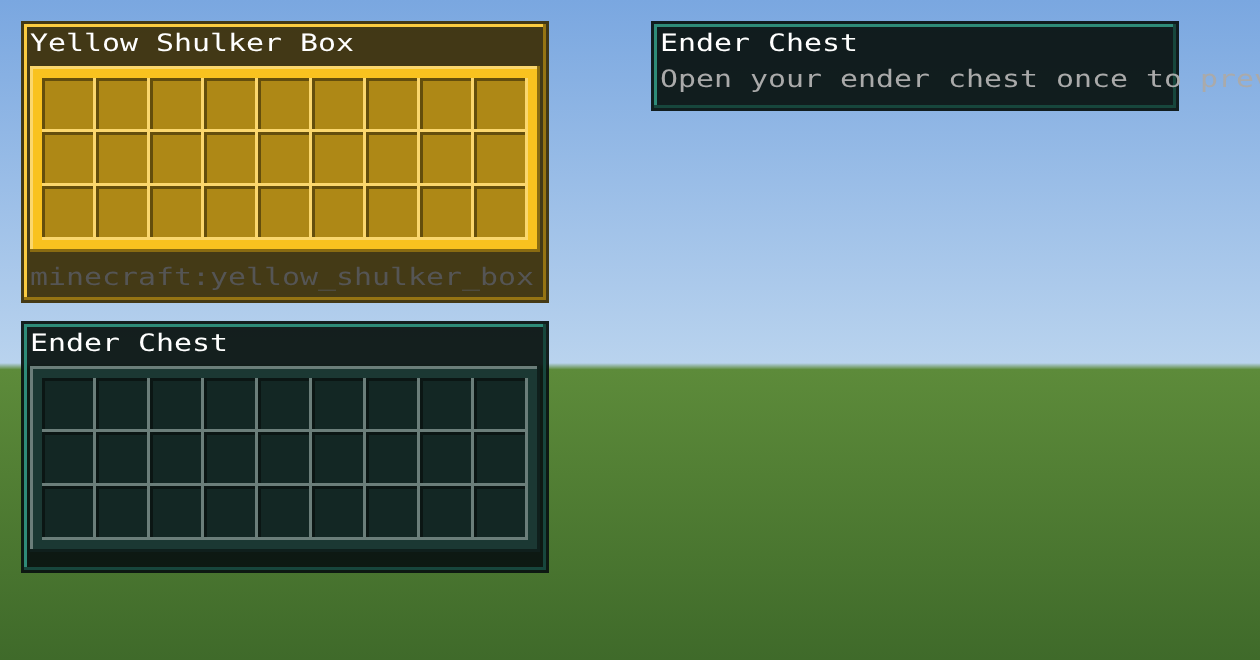 Yellow Shulker Box
minecraft:yellow_shulker_box
Ender Chest
Ender Chest
Open your ender chest once to